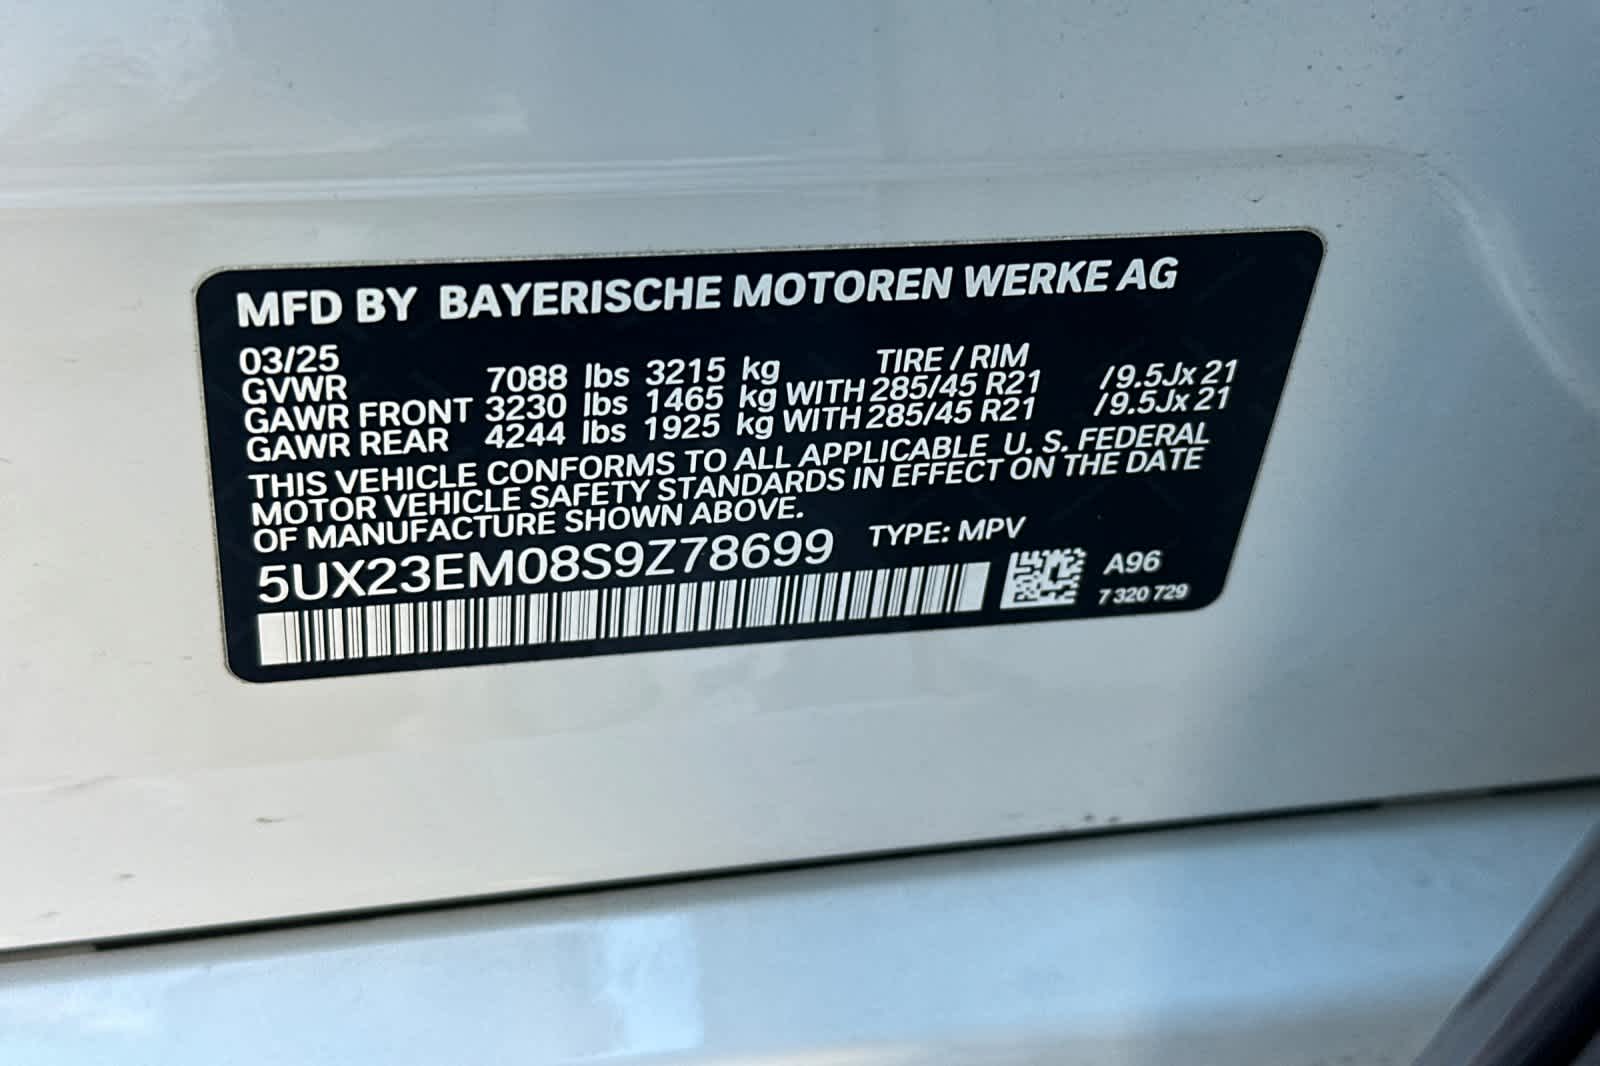 MFD BY BAYERISCHE MOTOREN WERKE AG
03/25 TIRE / RIM
GVWR 7088 lbs 3215 kg
GAWR FRONT 3230 lbs 1465 kg WITH 285/45 R21 /9.5Jx 21
GAWR REAR 4244 lbs 1925 kg WITH 285/45 R21 /9.5Jx 21
THIS VEHICLE CONFORMS TO ALL APPLICABLE U. S. FEDERAL
MOTOR VEHICLE SAFETY STANDARDS IN EFFECT ON THE DATE
OF MANUFACTURE SHOWN ABOVE.
5UX23EM08S9Z78699 TYPE: MPV
A96
7 320 729